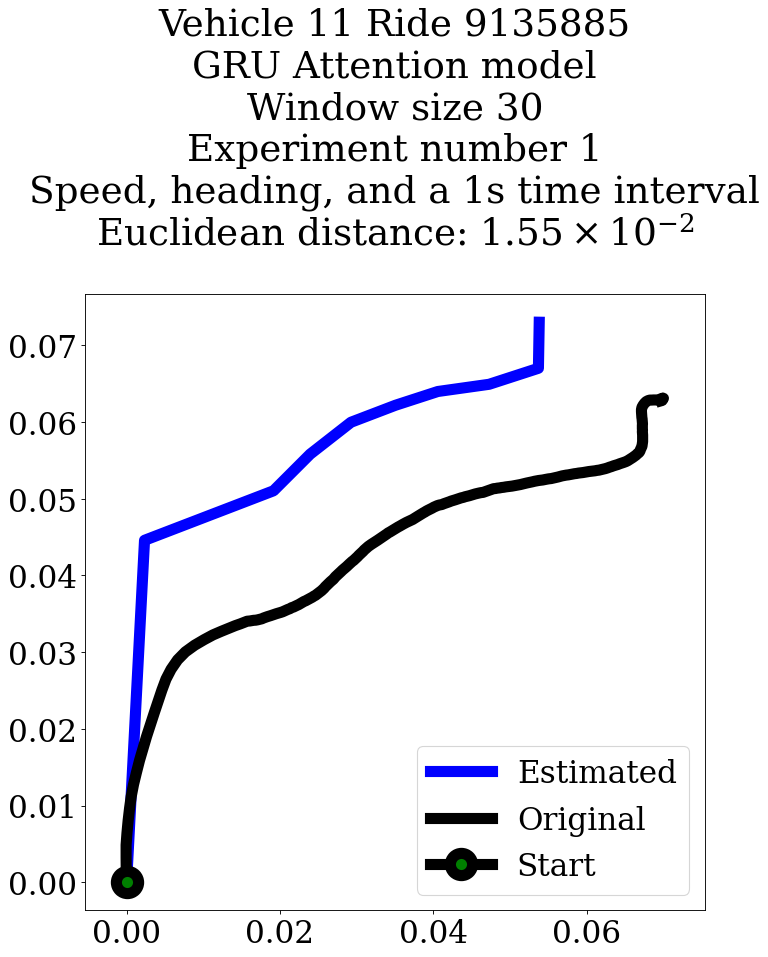 Vehicle 11 Ride 9135885
GRU Attention model
Window size 30
Experiment number 1
Speed, heading, and a 1s time interval
Euclidean distance: 1.55 × 10⁻²
0.07
0.06
0.05
0.04
0.03
0.02
0.01
0.00
Estimated
Original
Start
0.00 0.02 0.04 0.06